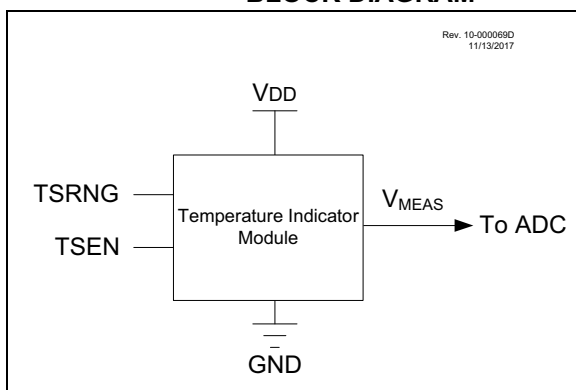 BLOCK DIAGRAM
Rev. 10-000069D
11/13/2017
VDD
TSRNG
TSEN
Temperature Indicator
Module
VMEAS
To ADC
GND